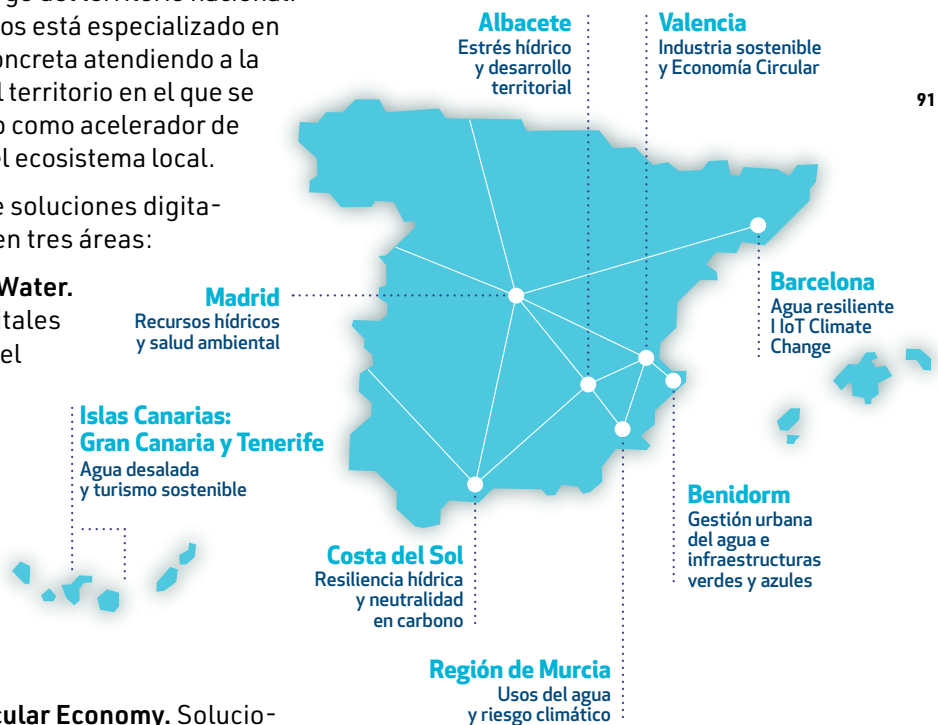 os está especializado en
oncreta atendiendo a la
l territorio en el que se
o como acelerador de
el ecosistema local.
e soluciones digita-
en tres áreas:
Water.
itales
el
cular Economy. Solucio-
Albacete
Estrés hídrico
y desarrollo
territorial
Valencia
Industria sostenible
y Economía Circular
91
Madrid
Recursos hídricos
y salud ambiental
Barcelona
Agua resiliente
I IoT Climate
Change
Islas Canarias:
Gran Canaria y Tenerife
Agua desalada
y turismo sostenible
Benidorm
Gestión urbana
del agua e
infraestructuras
verdes y azules
Costa del Sol
Resiliencia hídrica
y neutralidad
en carbono
Región de Murcia
Usos del agua
y riesgo climático